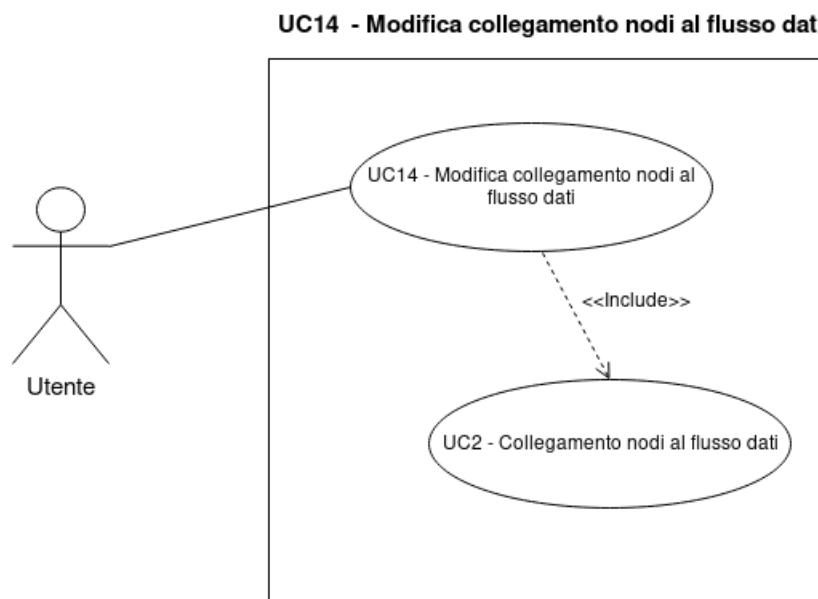 UC14 - Modifica collegamento nodi al flusso dat
UC14 - Modifica collegamento nodi al
flusso dati
<<Include>>
Utente
UC2 - Collegamento nodi al flusso dati